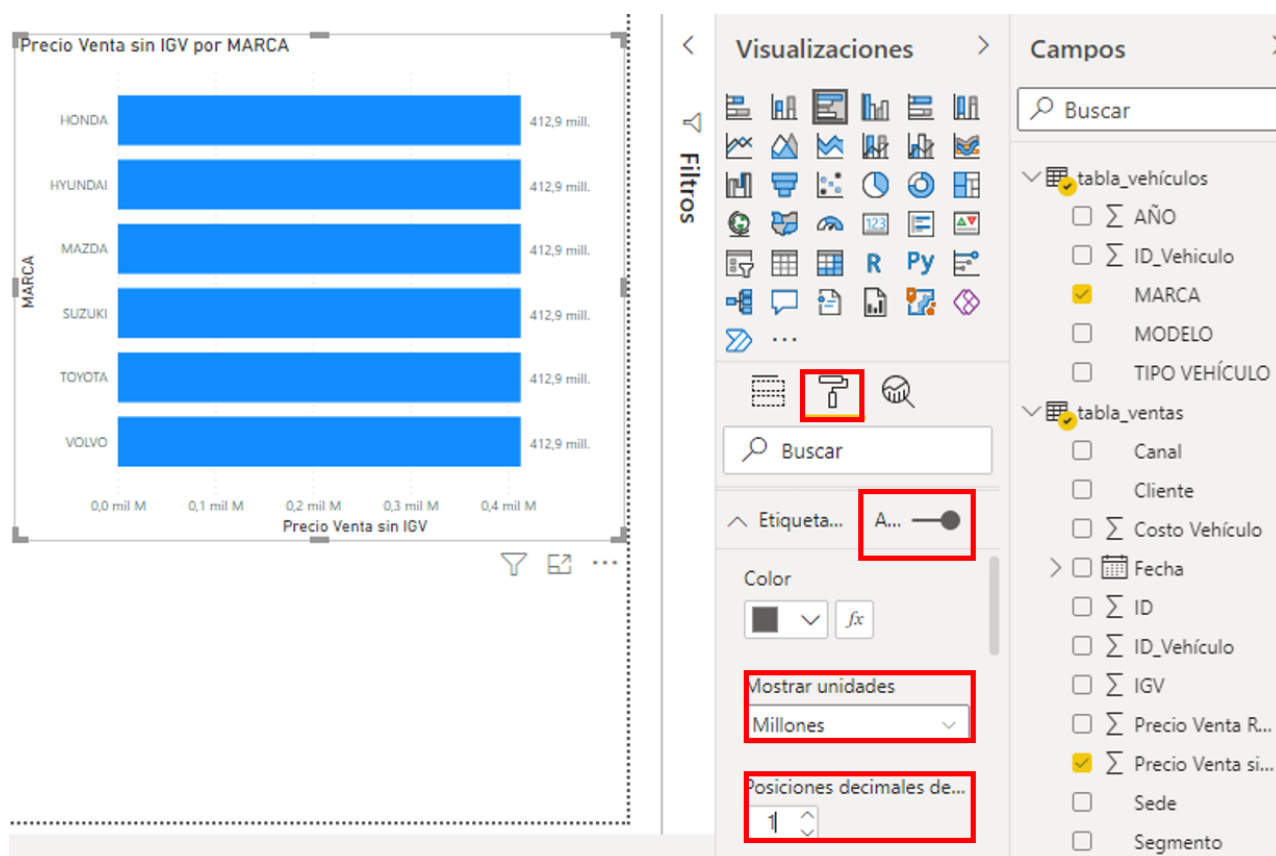 Precio Venta sin IGV por MARCA
MARCA
HONDA
412,9 mill.
HYUNDAI
412,9 mill.
MAZDA
412,9 mill.
SUZUKI
412,9 mill.
TOYOTA
412,9 mill.
VOLVO
412,9 mill.
0,0 mil M
0,1 mil M
0,2 mil M
0,3 mil M
0,4 mil M
Precio Venta sin IGV
Filtros
Visualizaciones
123
R
Py
Buscar
Etiqueta...
A...
Color
fx
Mostrar unidades
Millones
Posiciones decimales de...
1
Campos
Buscar
tabla_vehículos
∑ AÑO
∑ ID_Vehiculo
MARCA
MODELO
TIPO VEHÍCULO
tabla_ventas
Canal
Cliente
∑ Costo Vehículo
Fecha
∑ ID
∑ ID_Vehículo
∑ IGV
∑ Precio Venta R...
∑ Precio Venta si...
Sede
Segmento